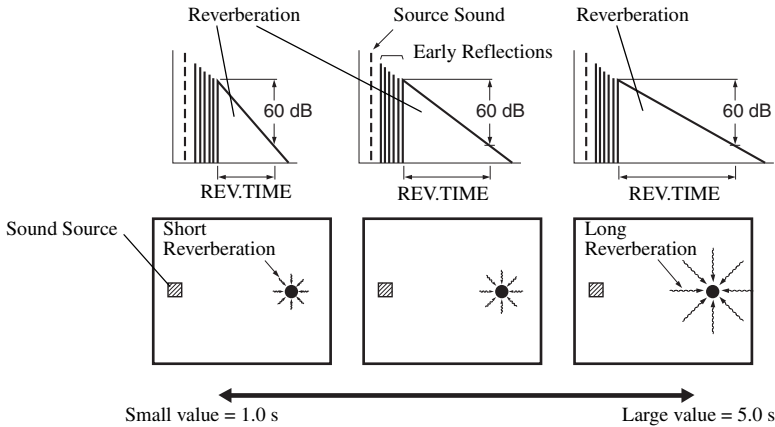 Reverberation
Source Sound
Reverberation
Early Reflections
60 dB
60 dB
60 dB
REV.TIME
REV.TIME
REV.TIME
Sound Source
Short
Reverberation
Long
Reverberation
Small value = 1.0 s
Large value = 5.0 s